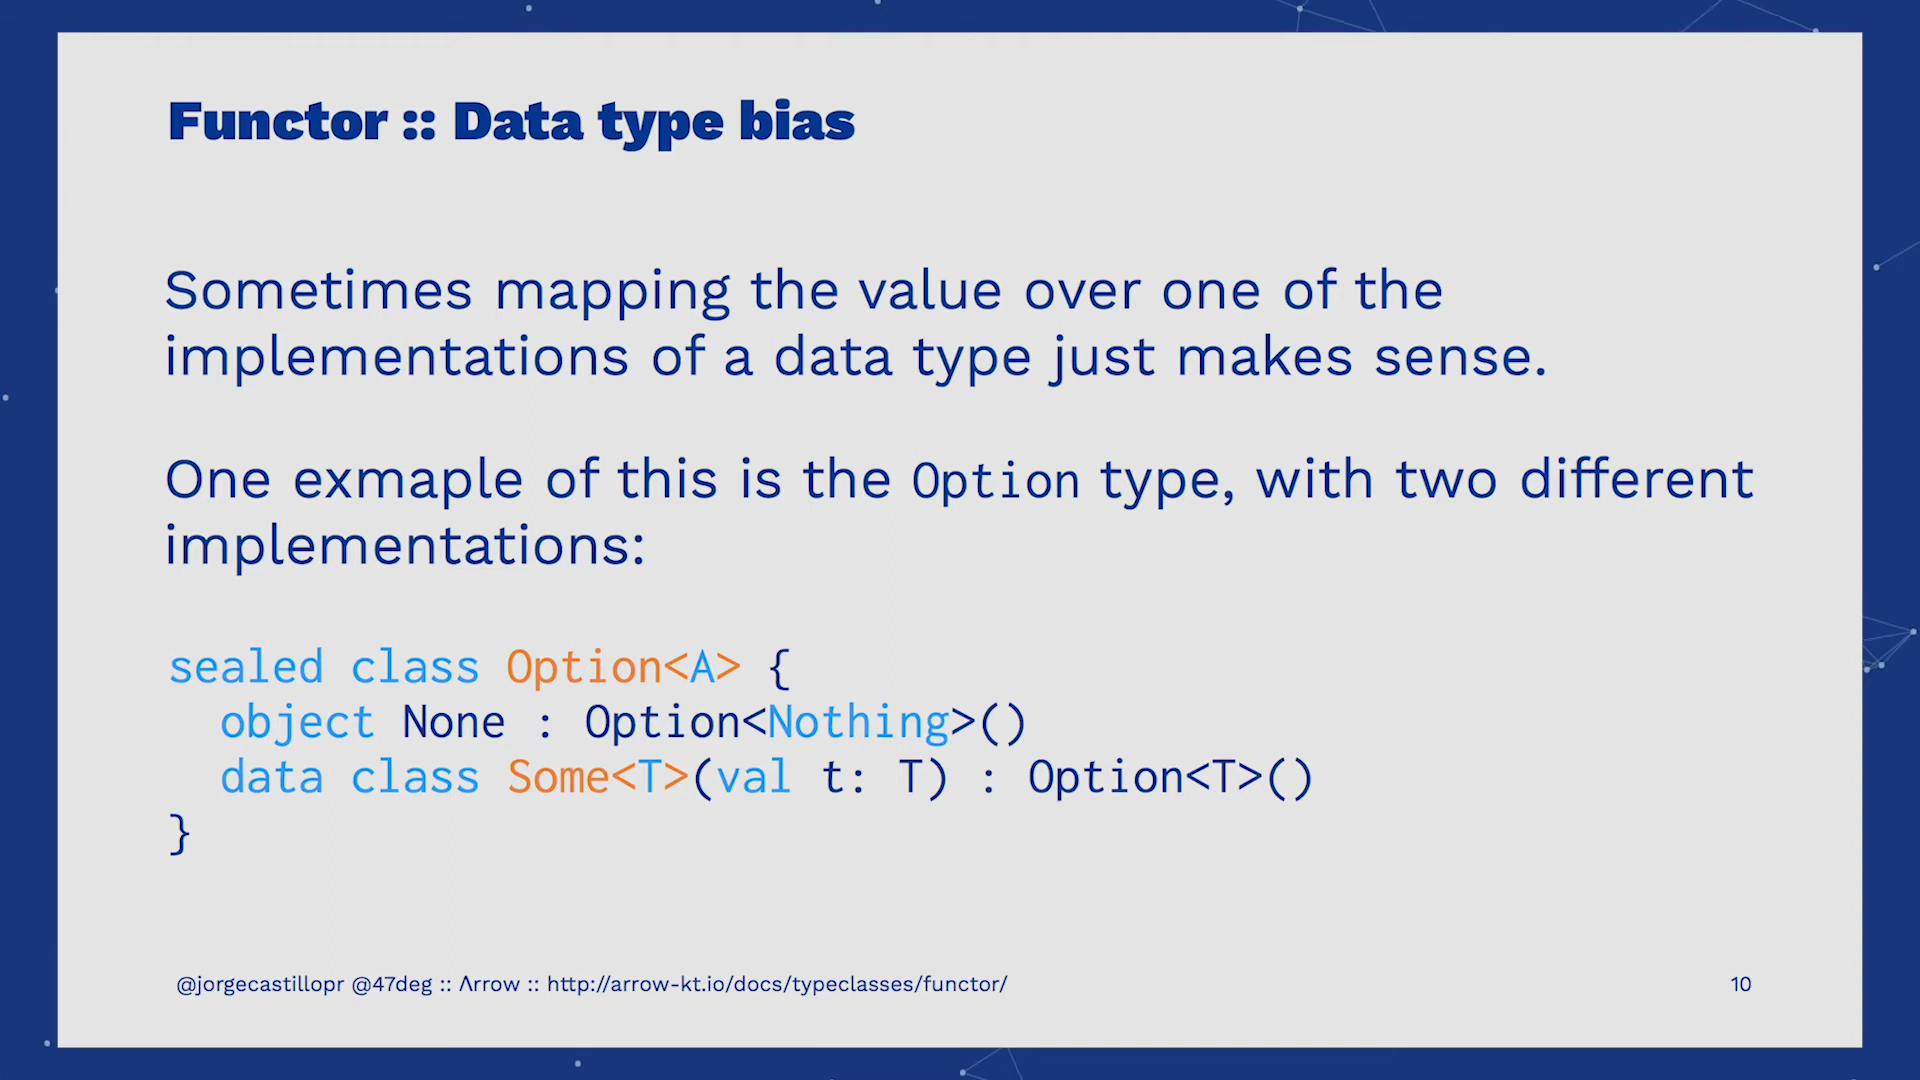 Functor :: Data type bias
Sometimes mapping the value over one of the
implementations of a data type just makes sense.
One exmaple of this is the Option type, with two different
implementations:
sealed class Option<A> {
  object None : Option<Nothing>()
  data class Some<T>(val t: T) : Option<T>()
}
@jorgecastillopr @47deg :: Λrrow :: http://arrow-kt.io/docs/typeclasses/functor/
10